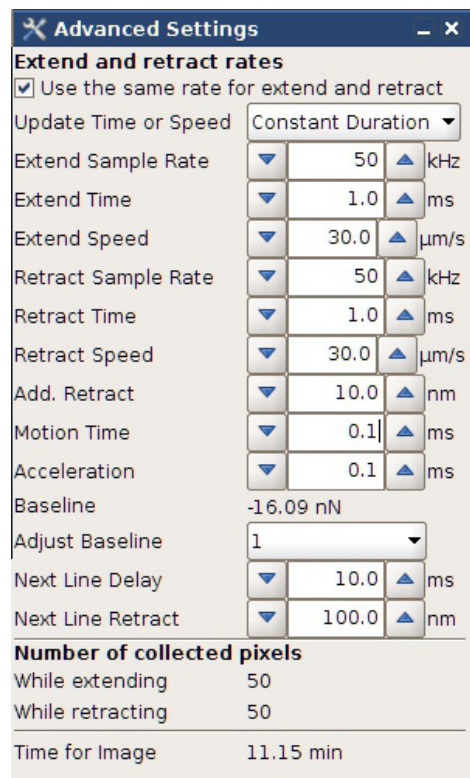 Advanced Settings
Extend and retract rates
Use the same rate for extend and retract
Update Time or Speed Constant Duration
Extend Sample Rate 50 kHz
Extend Time 1.0 ms
Extend Speed 30.0 µm/s
Retract Sample Rate 50 kHz
Retract Time 1.0 ms
Retract Speed 30.0 µm/s
Add. Retract 10.0 nm
Motion Time 0.1 ms
Acceleration 0.1 ms
Baseline -16.09 nN
Adjust Baseline 1
Next Line Delay 10.0 ms
Next Line Retract 100.0 nm
Number of collected pixels
While extending 50
While retracting 50
Time for Image 11.15 min